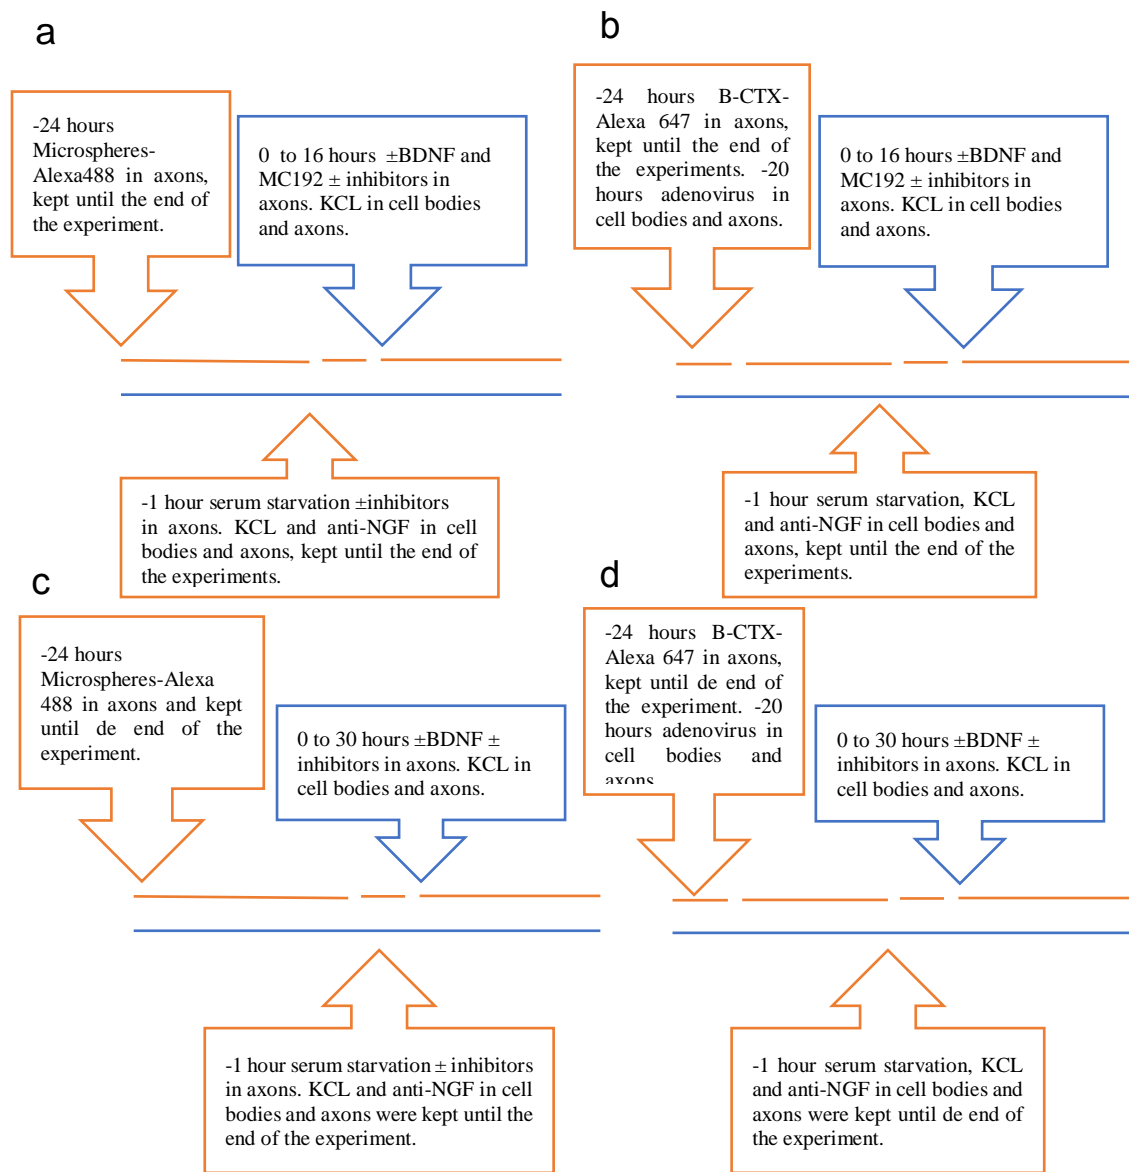 a
-24 hours
Microspheres-
Alexa488 in axons,
kept until the end of
the experiment.
0 to 16 hours ±BDNF and
MC192 ± inhibitors in
axons. KCL in cell bodies
and axons.
-1 hour serum starvation ±inhibitors
in axons. KCL and anti-NGF in cell
bodies and axons, kept until the end of
the experiments.
b
-24 hours B-CTX-
Alexa 647 in axons,
kept until the end of
the experiments. -20
hours adenovirus in
cell bodies and axons.
0 to 16 hours ±BDNF and
MC192 ± inhibitors in
axons. KCL in cell bodies
and axons.
-1 hour serum starvation, KCL
and anti-NGF in cell bodies and
axons, kept until the end of the
experiments.
c
-24 hours
Microspheres-Alexa
488 in axons and kept
until de end of the
experiment.
0 to 30 hours ±BDNF ±
inhibitors in axons. KCL in
cell bodies and axons.
-1 hour serum starvation ± inhibitors
in axons. KCL and anti-NGF in cell
bodies and axons were kept until the
end of the experiment.
d
-24 hours B-CTX-
Alexa 647 in axons,
kept until de end of
the experiment. -20
hours adenovirus in
cell bodies and
axons
0 to 30 hours ±BDNF ±
inhibitors in axons. KCL in
cell bodies and axons.
-1 hour serum starvation, KCL
and anti-NGF in cell bodies and
axons were kept until de end of
the experiment.